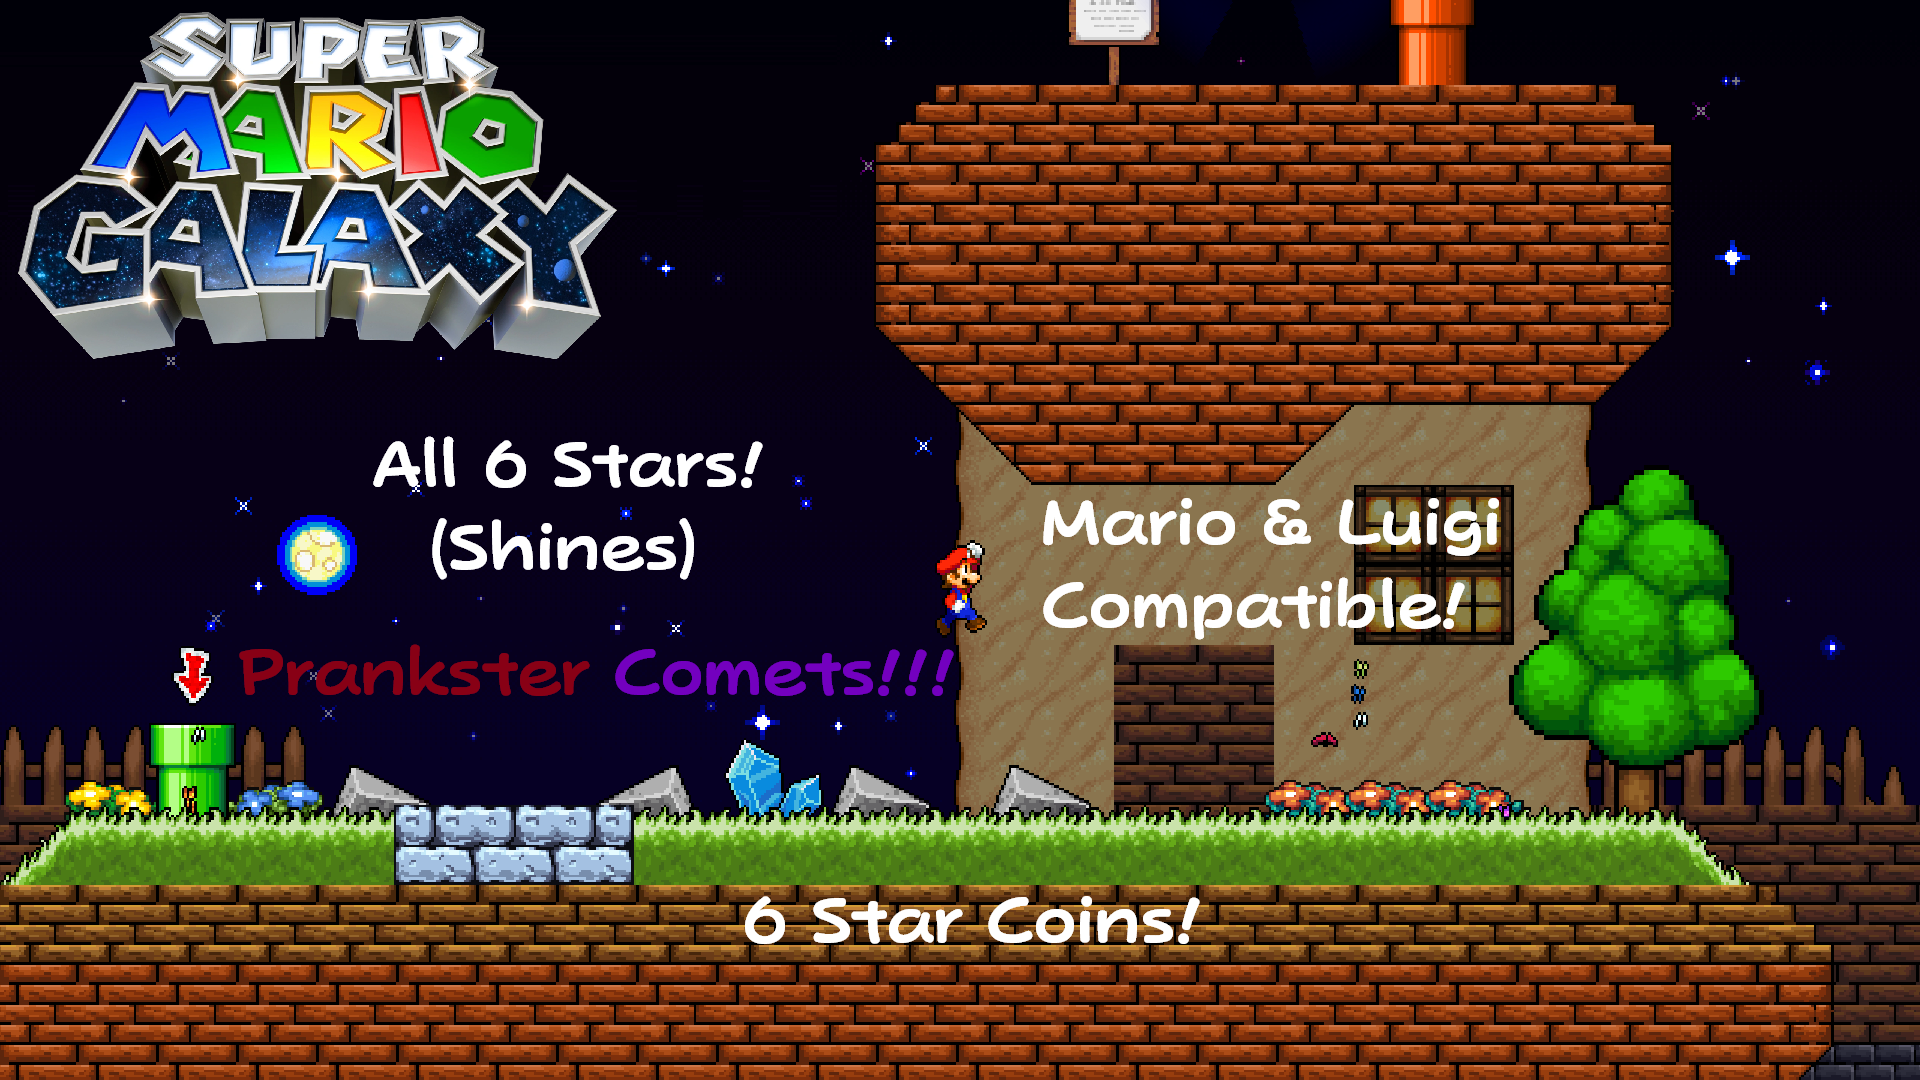 SUPER
MARIO
GALAXY
All 6 Stars!
(Shines)
Mario & Luigi
Compatible!
Prankster Comets!!!
6 Star Coins!